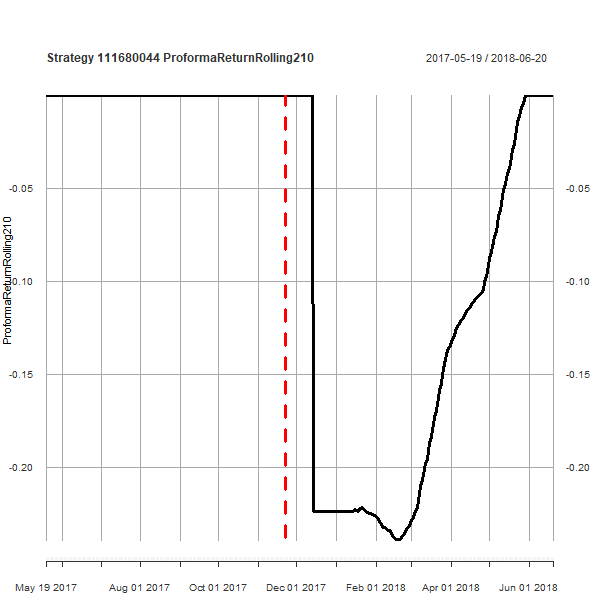 Strategy 111680044 ProformaReturnRolling210
2017-05-19 / 2018-06-20
ProformaReturnRolling210
-0.05
-0.05
-0.10
-0.10
-0.15
-0.15
-0.20
-0.20
May 19 2017
Aug 01 2017
Oct 01 2017
Dec 01 2017
Feb 01 2018
Apr 01 2018
Jun 01 2018